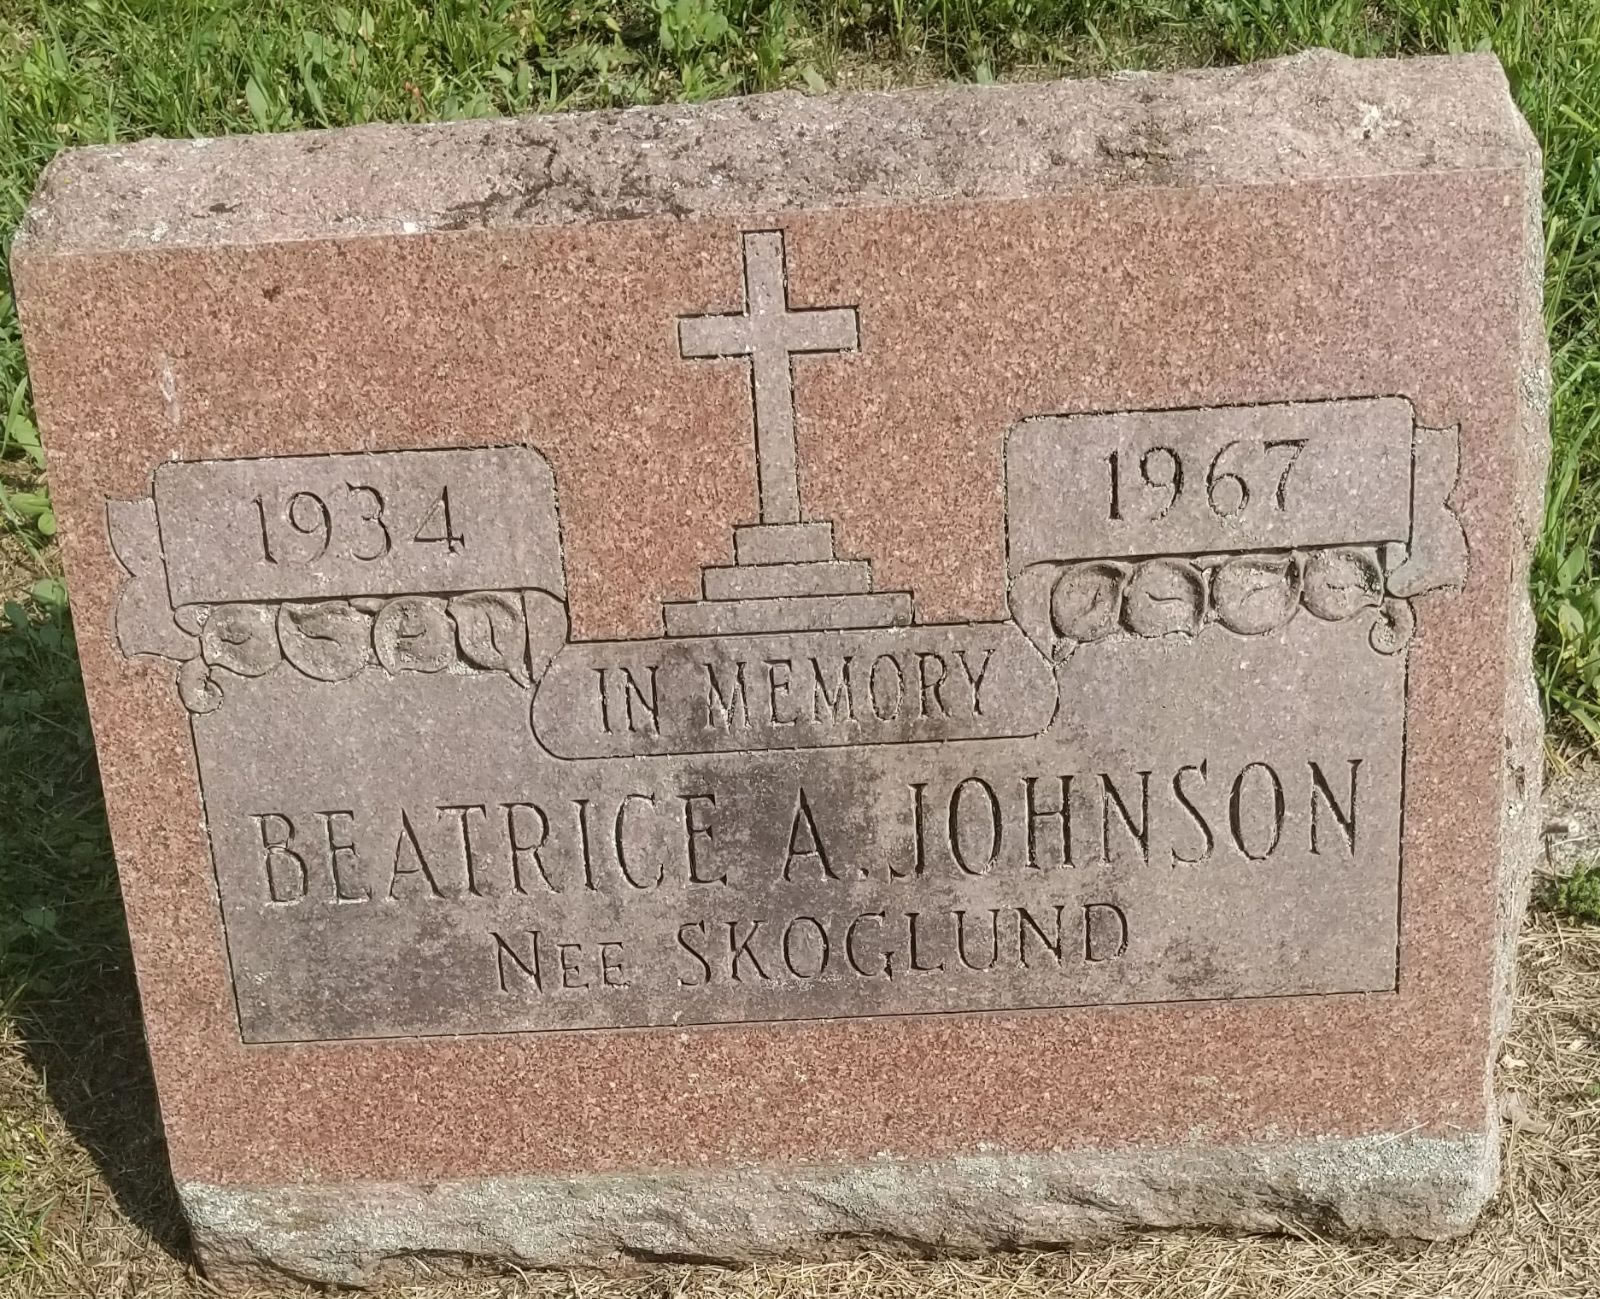 1934
1967
IN MEMORY
BEATRICE A. JOHNSON
NEE SKOGLUND